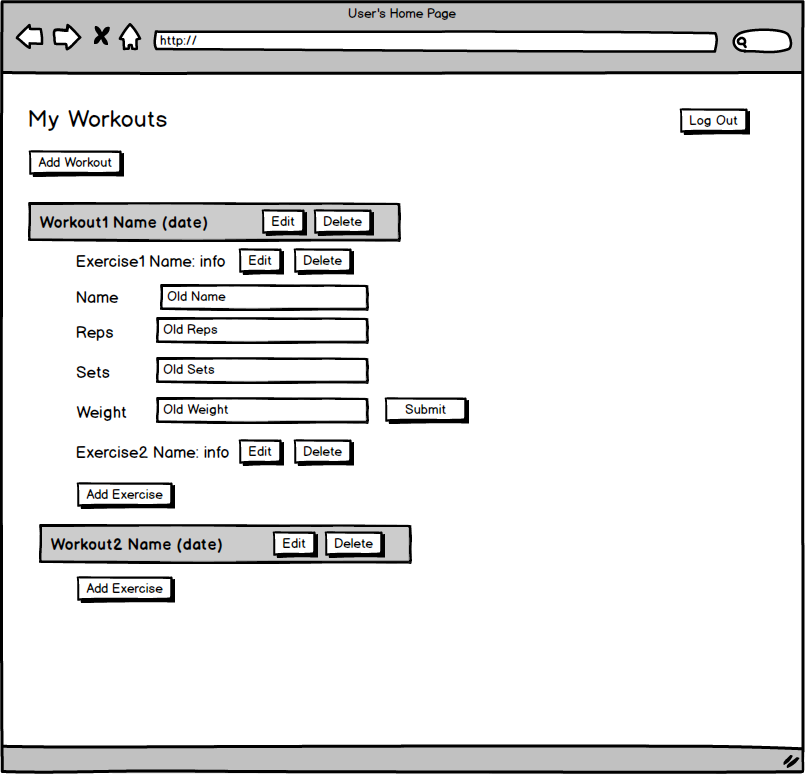 User's Home Page
http://
My Workouts
Log Out
Add Workout
Workout1 Name (date) Edit Delete
Exercise1 Name: info Edit Delete
Name Old Name
Reps Old Reps
Sets Old Sets
Weight Old Weight Submit
Exercise2 Name: info Edit Delete
Add Exercise
Workout2 Name (date) Edit Delete
Add Exercise